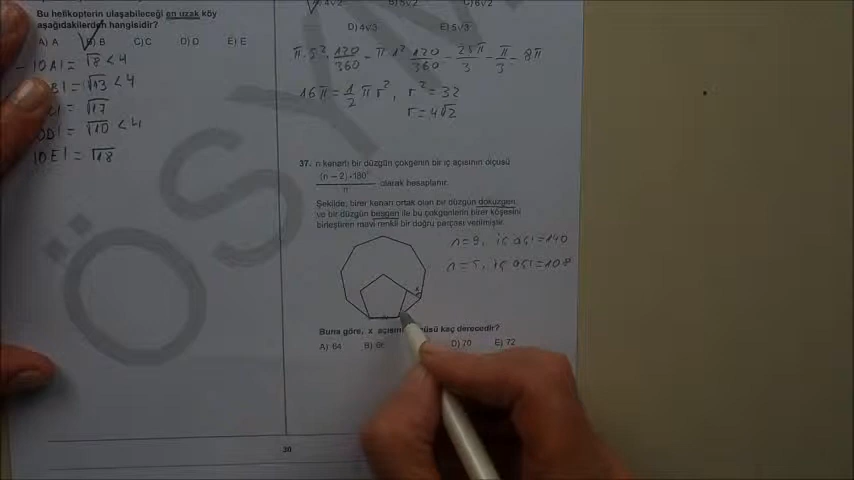 Bu helikopterin ulaşabileceği en uzak köy
aşağıdakilerden hangisidir?
A) A B) B C) C D) D E) E
|OA| = √8 < 4
B| = √13 < 4
= √17
|OD| = √10 < 4
|OE| = √18
D) 4√3 E) 5√3
π·5²·120/360 - π·1²·120/360 = 25π/3 - π/3 = 8π
16π = 1/2 π r², r² = 32
r = 4√2
37. n kenarlı bir düzgün çokgenin bir iç açısının ölçüsü
(n – 2)•180°/n olarak hesaplanır.
Şekilde, birer kenarı ortak olan bir düzgün dokuzgen
ve bir düzgün beşgen ile bu çokgenlerin birer köşesini
birleştiren mavi renkli bir doğru parçası verilmiştir.
n=9, iç açı=140
n=5, iç açı=108
x
Buna göre, x açısının ölçüsü kaç derecedir?
A) 64 B) 66 D) 70 E) 72
30
ÖSYM